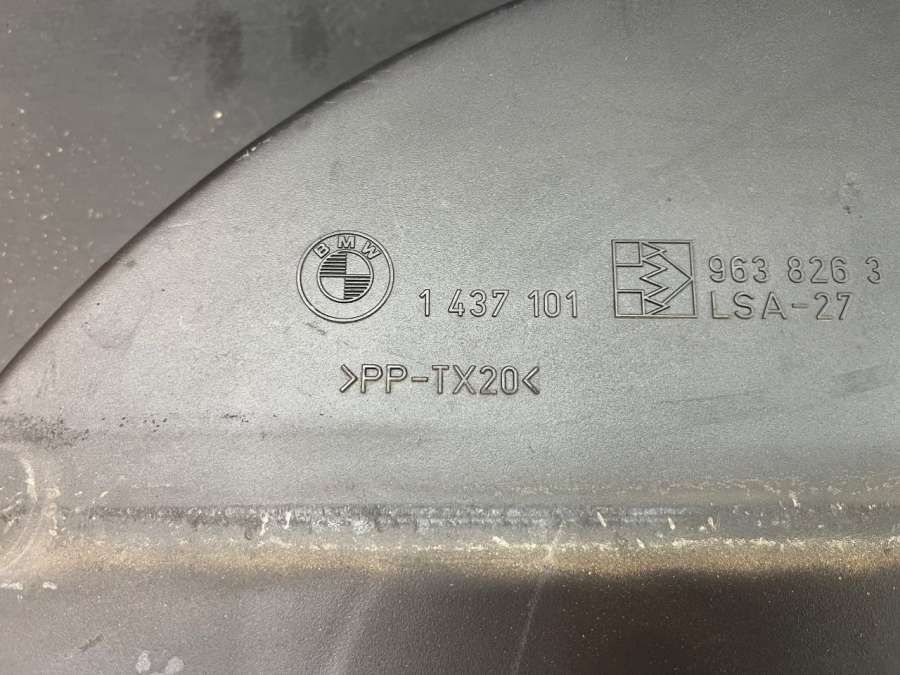 BMW
1 437 101
963 826 3
LSA-27
>PP-TX20<